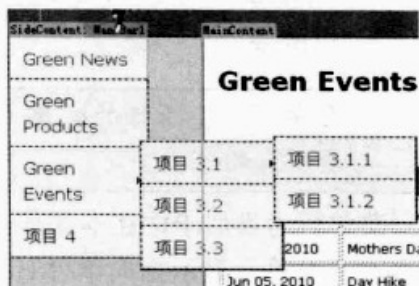 SideContent: MenuBar1
MainContent
Green News
Green
Products
Green
Events
项目 4
Green Events
项目 3.1
项目 3.2
项目 3.3
项目 3.1.1
项目 3.1.2
2010
Mothers Da
Jun 05, 2010
Day Hike